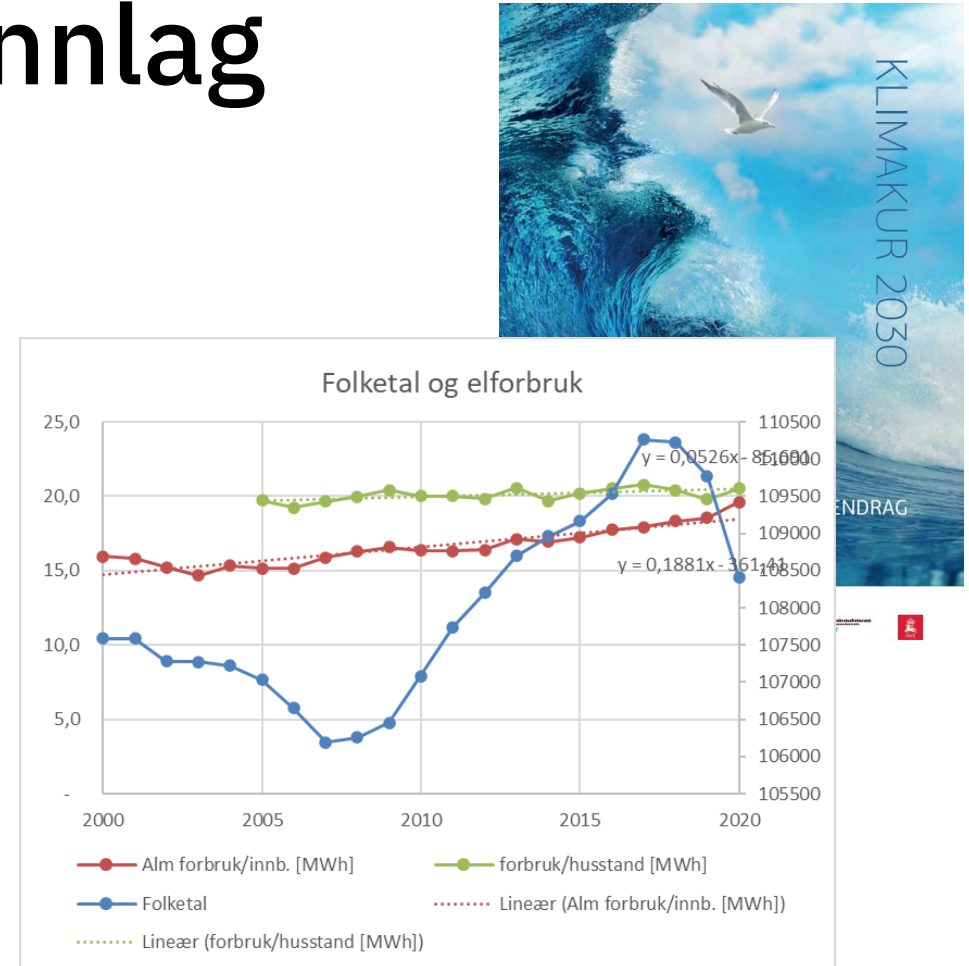 nnlag
KLIMAKUR 2030
ENDRAG
Folketal og elforbruk
25,0
20,0
15,0
10,0
5,0
-
110500
110000
109500
109000
108500
108000
107500
107000
106500
106000
105500
y = 0,0526x - 85,691
y = 0,1881x - 361,41
2000 2005 2010 2015 2020
Alm forbruk/innb. [MWh] forbruk/husstand [MWh]
Folketal Lineær (Alm forbruk/innb. [MWh])
Lineær (forbruk/husstand [MWh])